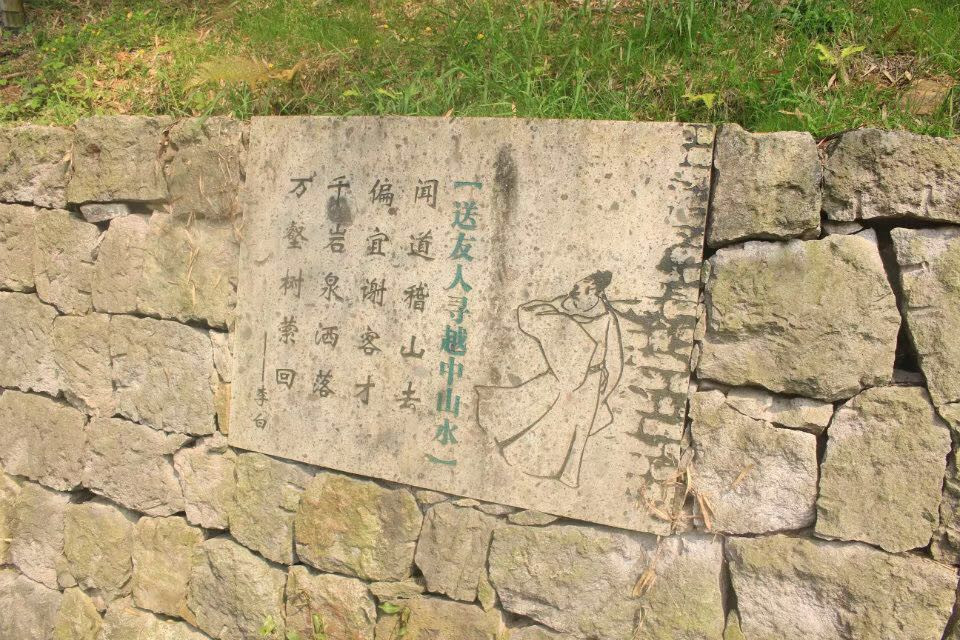 【送友人寻越中山水】
闻道稽山去
偏宜谢客才
千岩泉洒落
万壑树萦回
——李白